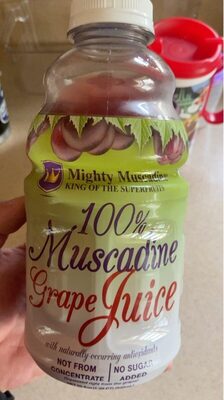 Mighty Muscadine
KING OF THE SUPERFRUITS
100%
Muscadine
Grape Juice
with naturally-occurring antioxidants
NOT FROM CONCENTRATE
NO SUGAR ADDED